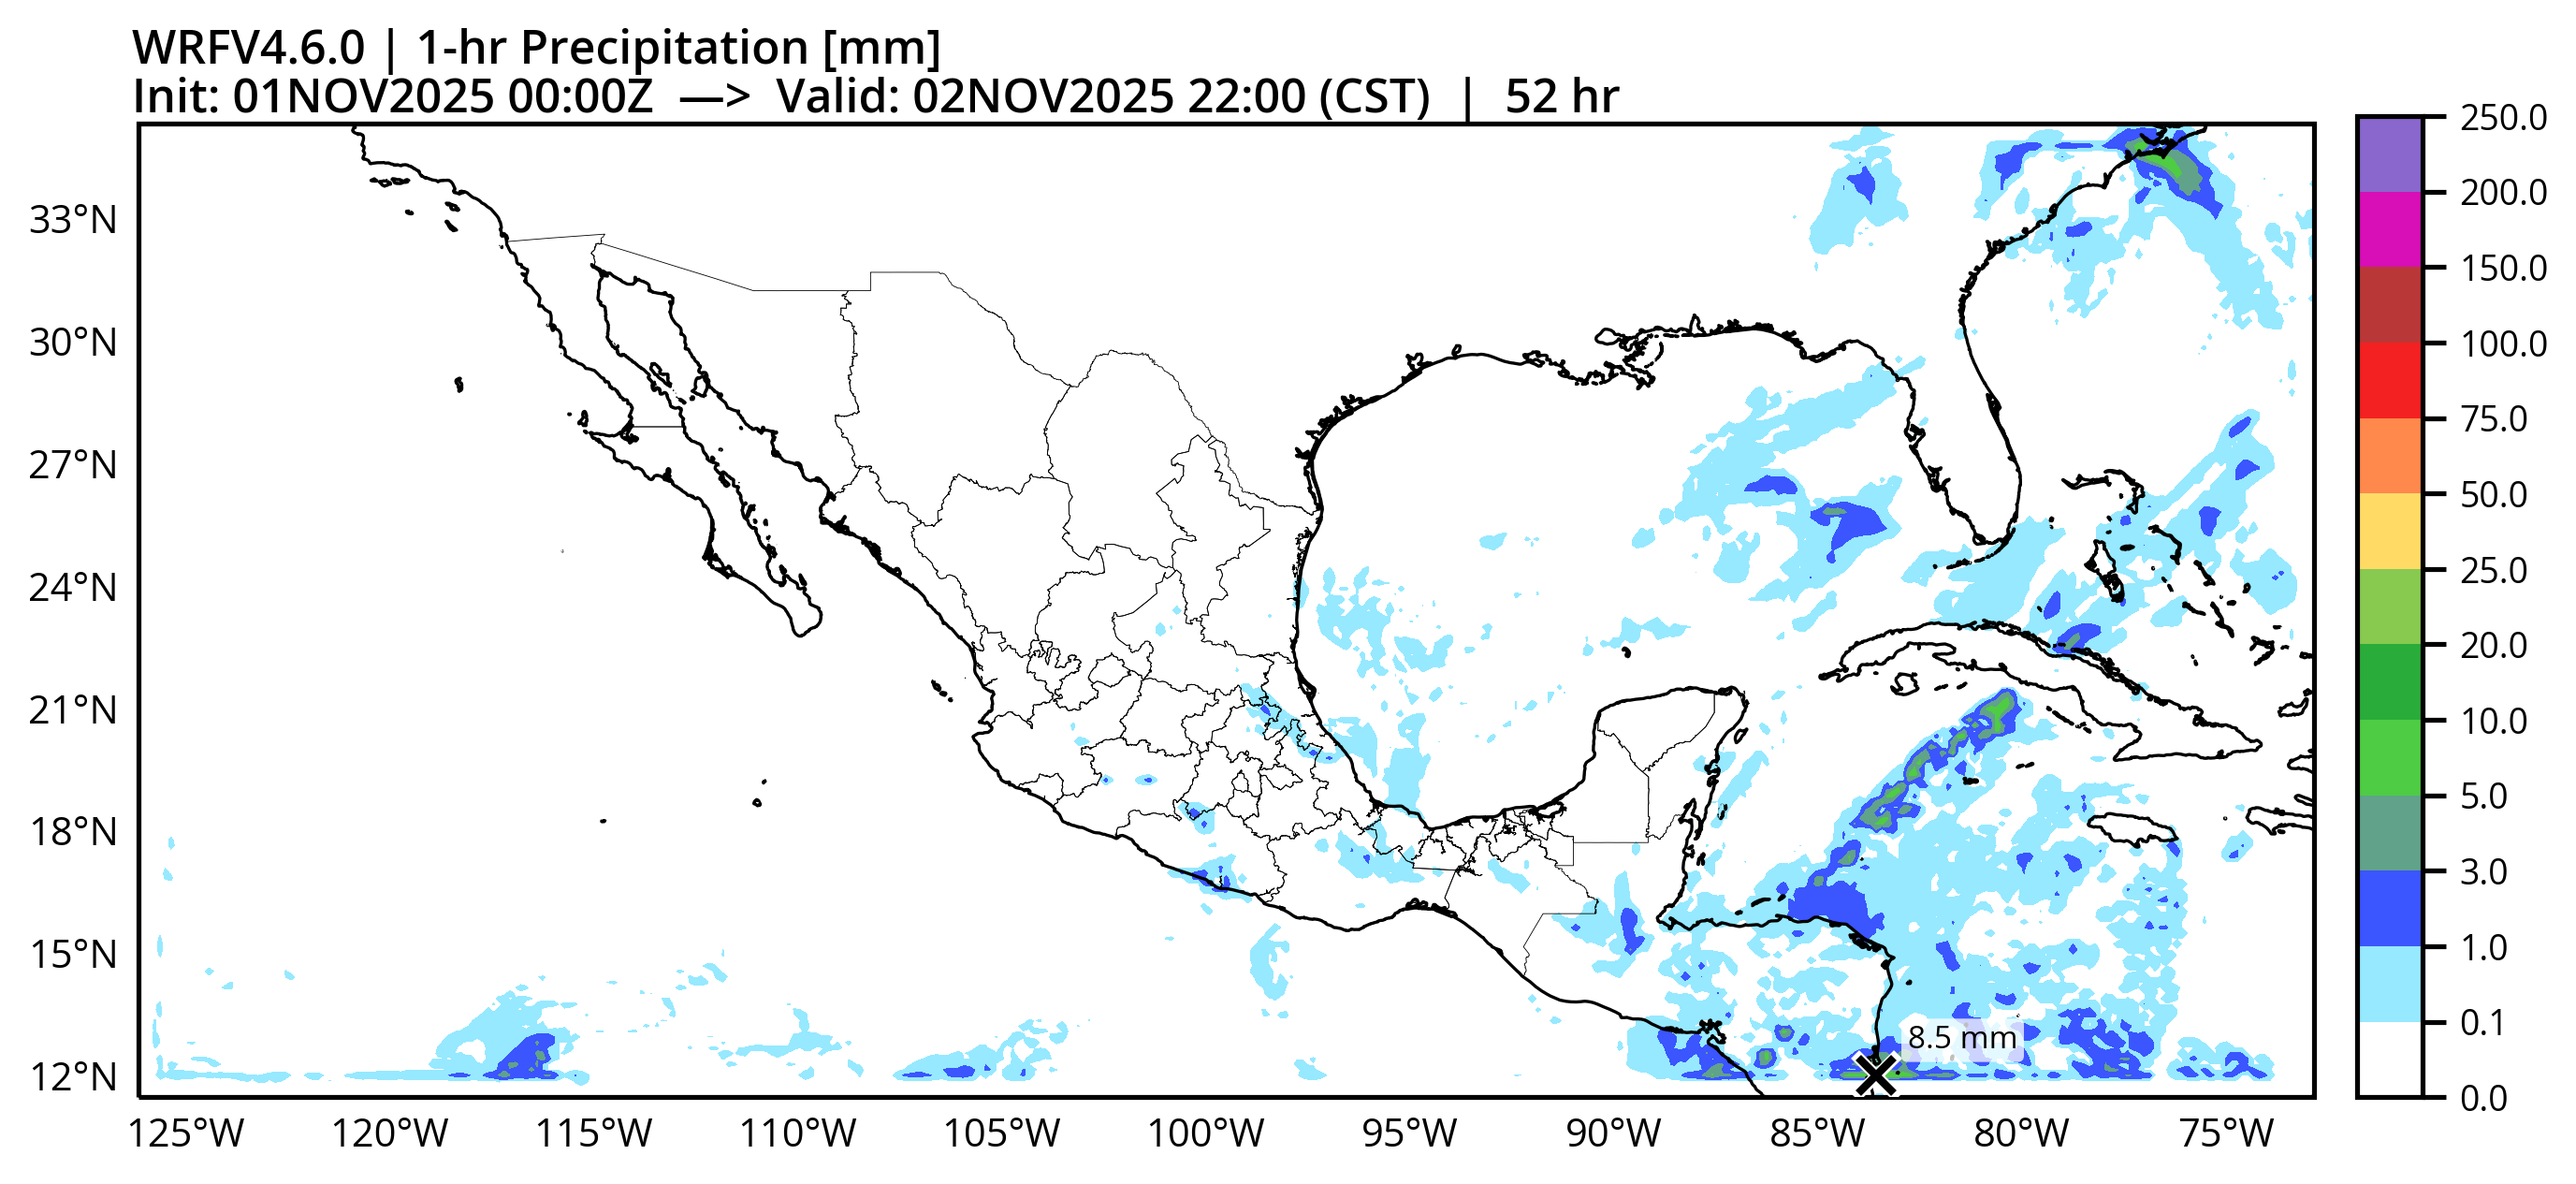 WRFV4.6.0 | 1-hr Precipitation [mm]
Init: 01NOV2025 00:00Z —> Valid: 02NOV2025 22:00 (CST) | 52 hr
33°N
30°N
27°N
24°N
21°N
18°N
15°N
12°N
125°W 120°W 115°W 110°W 105°W 100°W 95°W 90°W 85°W 80°W 75°W
8.5 mm
250.0
200.0
150.0
100.0
75.0
50.0
25.0
20.0
10.0
5.0
3.0
1.0
0.1
0.0